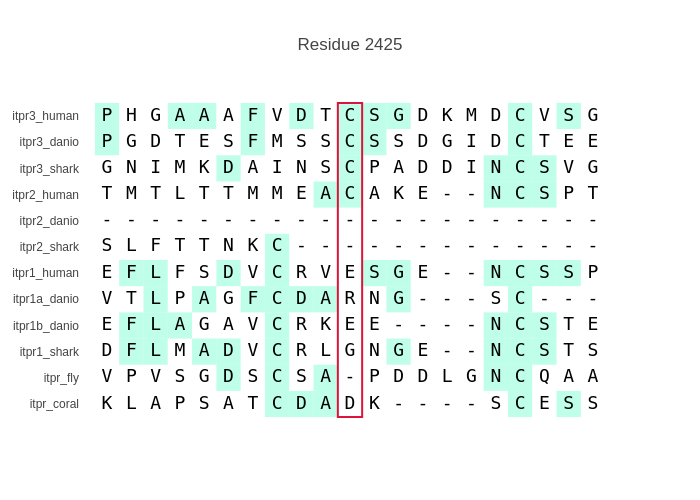 Residue 2425
itpr3_human P H G A A A F V D T C S G D K M D C V S G
itpr3_danio P G D T E S F M S S C S S D G I D C T E E
itpr3_shark G N I M K D A I N S C P A D D I N C S V G
itpr2_human T M T L T T M M E A C A K E - - N C S P T
itpr2_danio - - - - - - - - - - - - - - - - - - - - -
itpr2_shark S L F T T N K C - - - - - - - - - - - - -
itpr1_human E F L F S D V C R V E S G E - - N C S S P
itpr1a_danio V T L P A G F C D A R N G - - - S C - - -
itpr1b_danio E F L A G A V C R K E E - - - - N C S T E
itpr1_shark D F L M A D V C R L G N G E - - N C S T S
itpr_fly V P V S G D S C S A - P D D L G N C Q A A
itpr_coral K L A P S A T C D A D K - - - - S C E S S